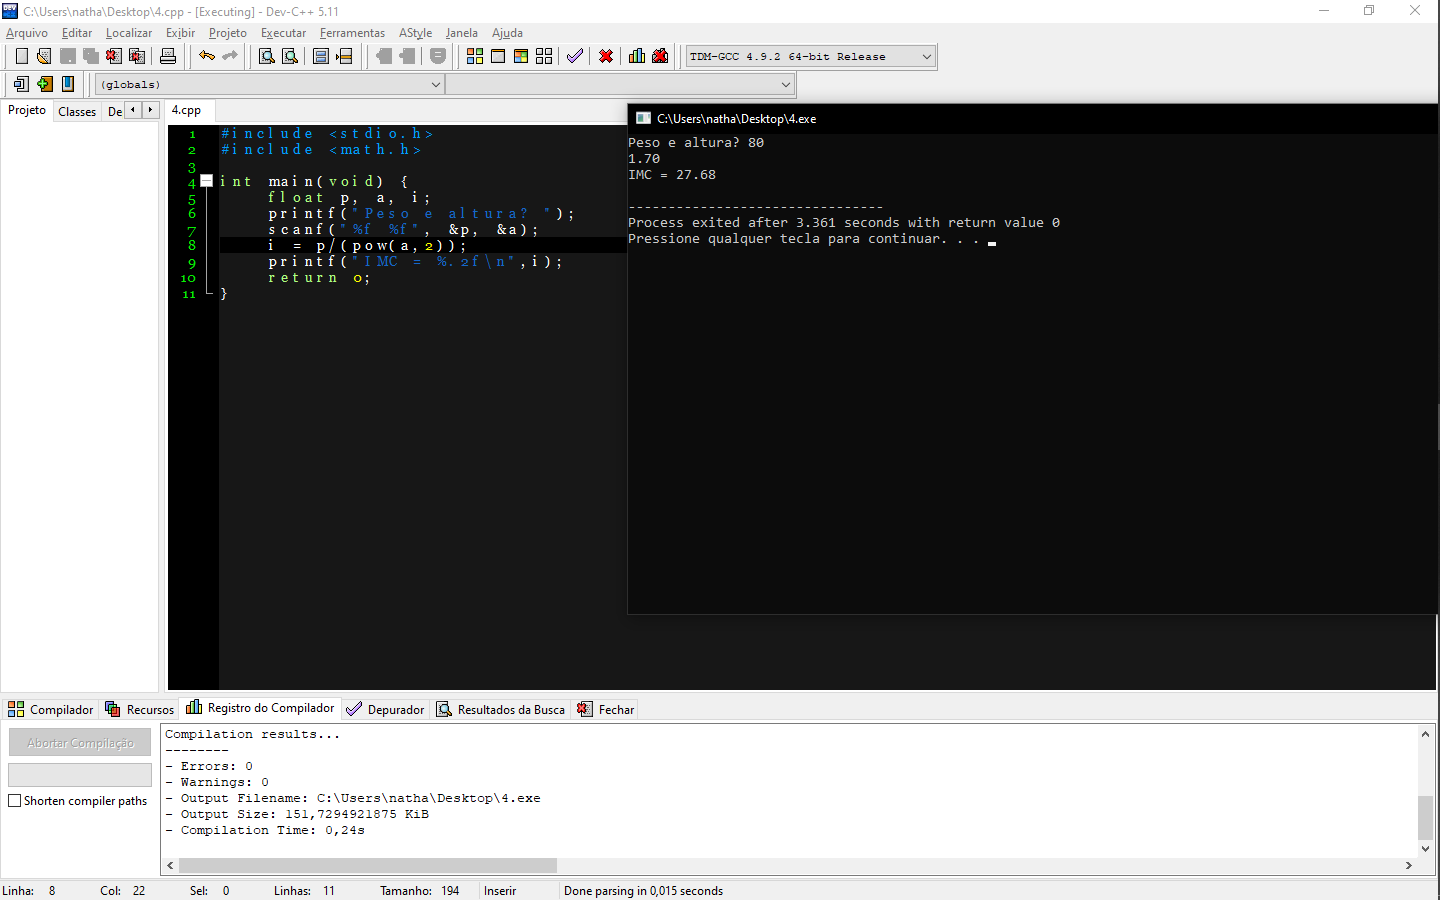 C:\Users\natha\Desktop\4.cpp - [Executing] - Dev-C++ 5.11
Arquivo Editar Localizar Exibir Projeto Executar Ferramentas AStyle Janela Ajuda
TDM-GCC 4.9.2 64-bit Release
(globals)
Projeto Classes De
4.cpp
1 #include <stdio.h>
2 #include <math.h>
3
4 int main(void) {
5 float p, a, i;
6 printf("Peso e altura? ");
7 scanf("%f %f", &p, &a);
8 i = p/(pow(a,2));
9 printf("IMC = %.2f\n",i);
10 return 0;
11 }
C:\Users\natha\Desktop\4.exe
Peso e altura? 80
1.70
IMC = 27.68
--------------------------------
Process exited after 3.361 seconds with return value 0
Pressione qualquer tecla para continuar. . .
Compilador Recursos Registro do Compilador Depurador Resultados da Busca Fechar
Abortar Compilação
Shorten compiler paths
Compilation results...
--------
- Errors: 0
- Warnings: 0
- Output Filename: C:\Users\natha\Desktop\4.exe
- Output Size: 151,7294921875 KiB
- Compilation Time: 0,24s
Linha: 8 Col: 22 Sel: 0 Linhas: 11 Tamanho: 194 Inserir Done parsing in 0,015 seconds